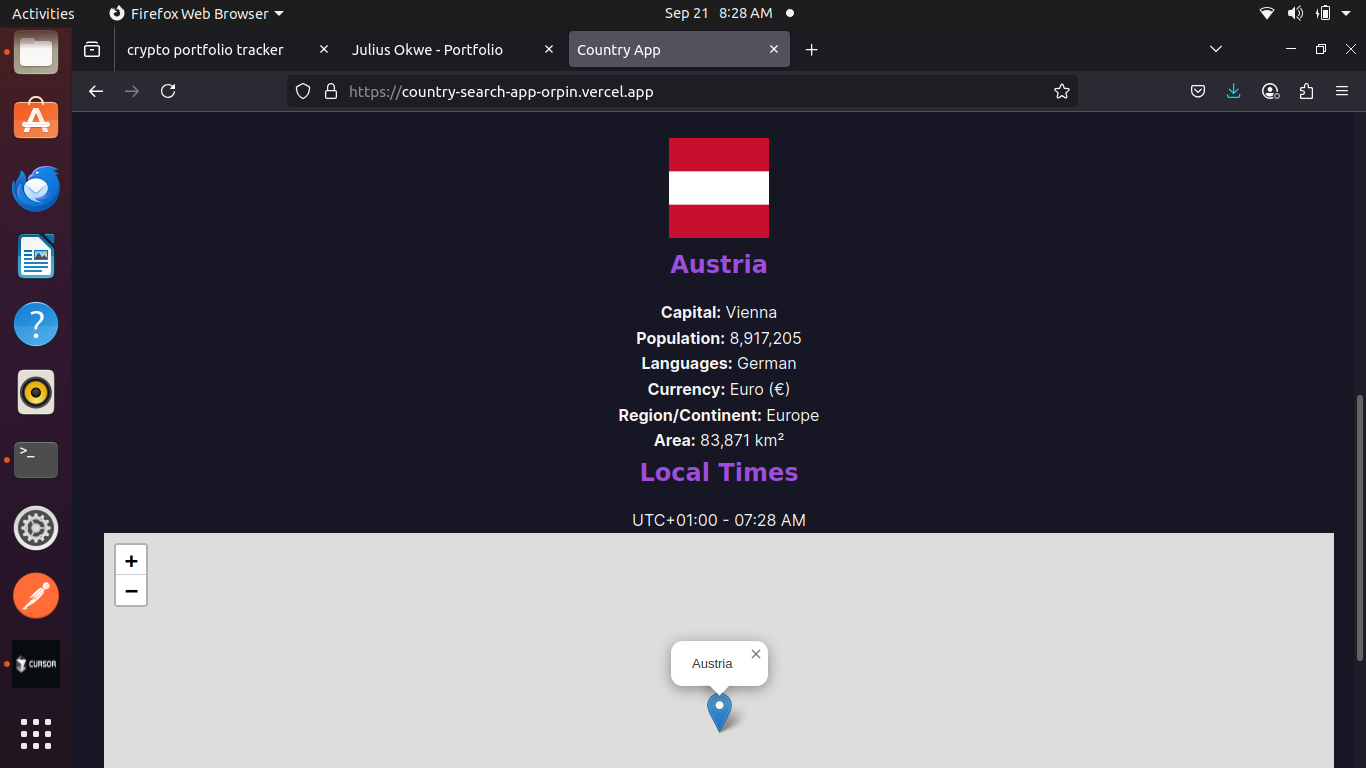 Activities
Firefox Web Browser
Sep 21 8:28 AM
crypto portfolio tracker
Julius Okwe - Portfolio
Country App
https://country-search-app-orpin.vercel.app
Austria
Capital: Vienna
Population: 8,917,205
Languages: German
Currency: Euro (€)
Region/Continent: Europe
Area: 83,871 km²
Local Times
UTC+01:00 - 07:28 AM
+
−
Austria ×
A
?
>_
CURSOR